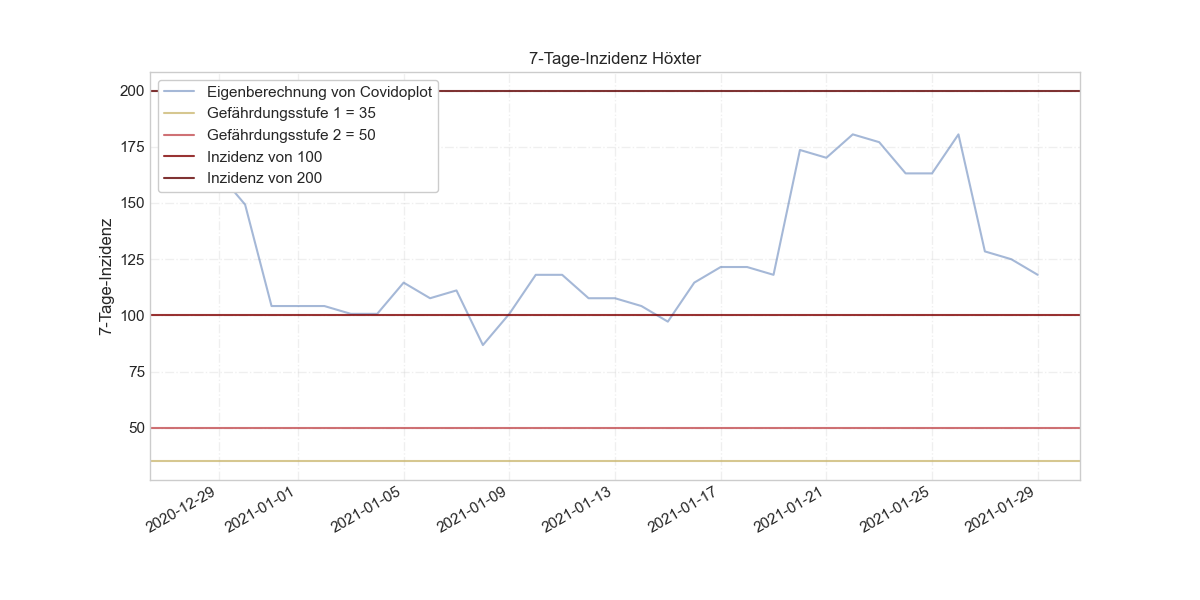 7-Tage-Inzidenz Höxter
200
175
150
125
100
75
50
7-Tage-Inzidenz
Eigenberechnung von Covidoplot
Gefährdungsstufe 1 = 35
Gefährdungsstufe 2 = 50
Inzidenz von 100
Inzidenz von 200
2020-12-29
2021-01-01
2021-01-05
2021-01-09
2021-01-13
2021-01-17
2021-01-21
2021-01-25
2021-01-29